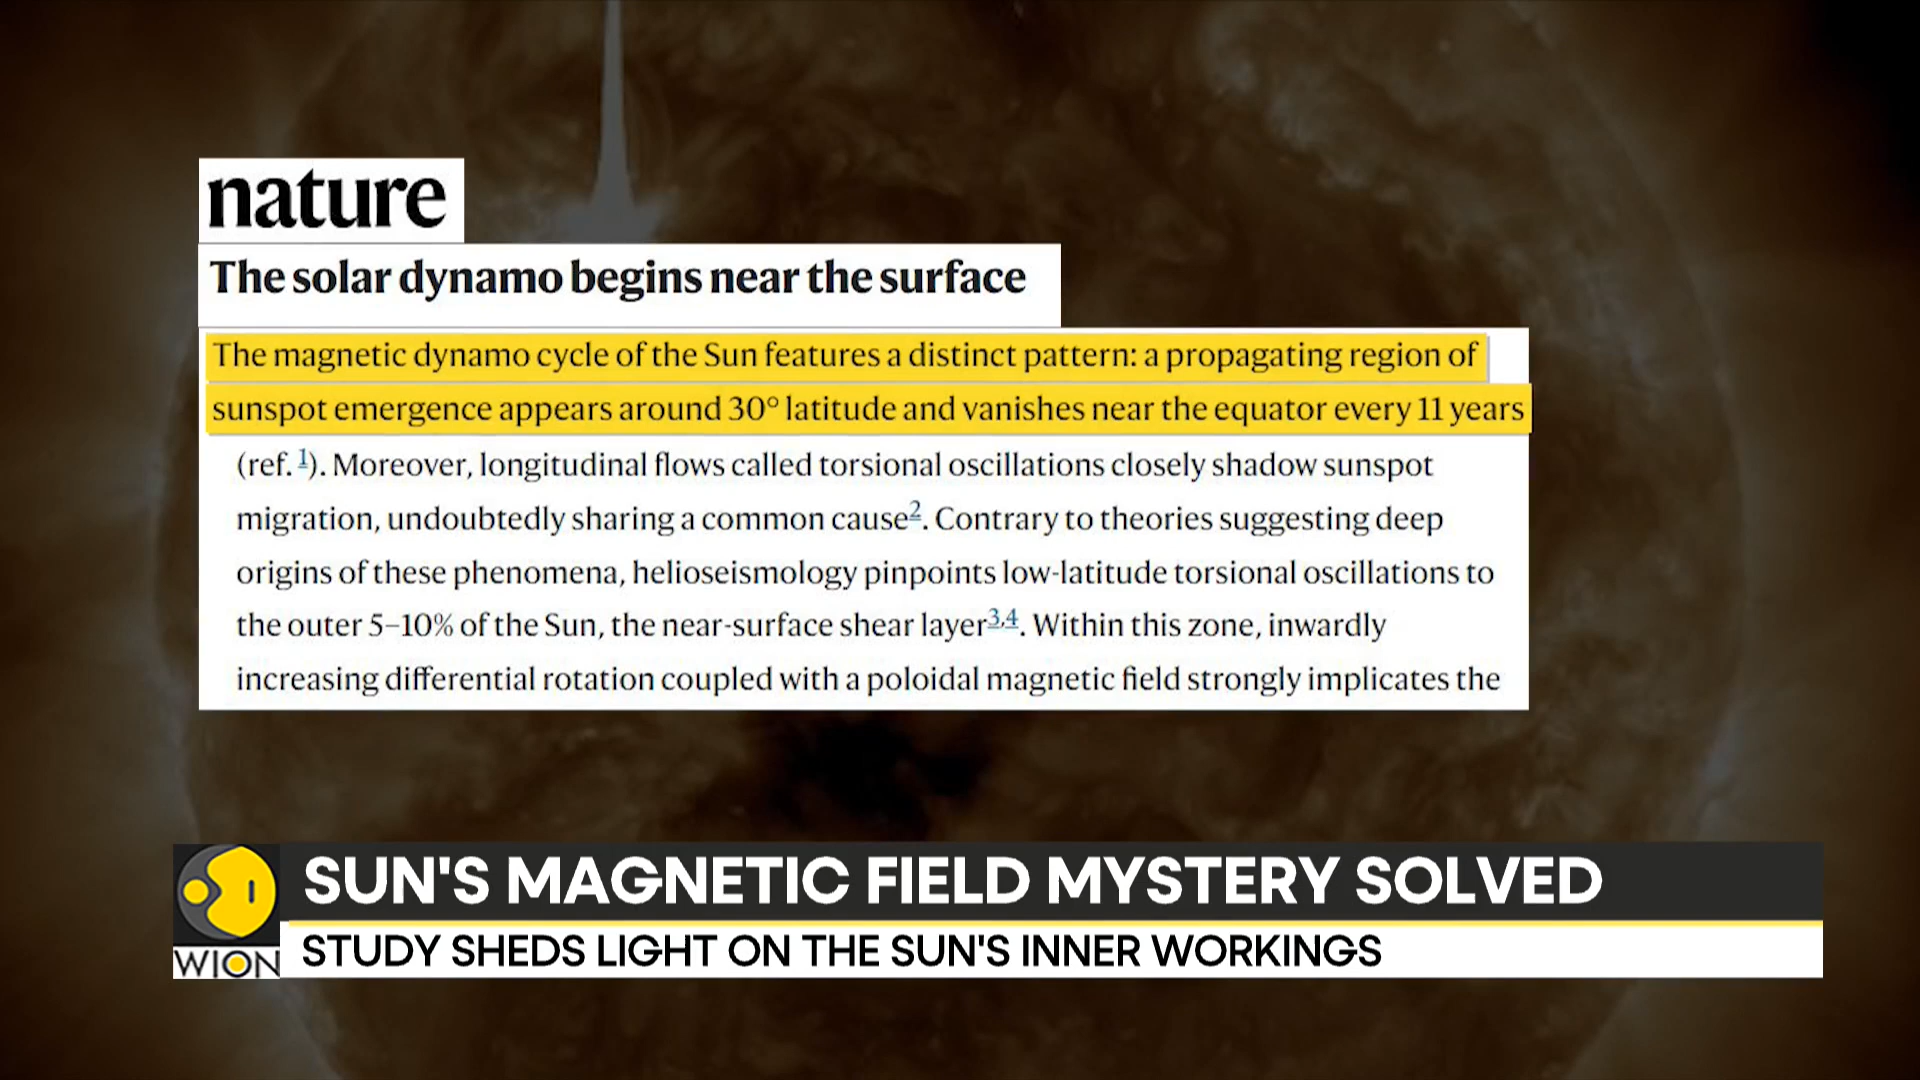 nature
The solar dynamo begins near the surface
The magnetic dynamo cycle of the Sun features a distinct pattern: a propagating region of
sunspot emergence appears around 30° latitude and vanishes near the equator every 11 years
(ref. 1). Moreover, longitudinal flows called torsional oscillations closely shadow sunspot
migration, undoubtedly sharing a common cause2. Contrary to theories suggesting deep
origins of these phenomena, helioseismology pinpoints low-latitude torsional oscillations to
the outer 5–10% of the Sun, the near-surface shear layer3,4. Within this zone, inwardly
increasing differential rotation coupled with a poloidal magnetic field strongly implicates the
SUN'S MAGNETIC FIELD MYSTERY SOLVED
STUDY SHEDS LIGHT ON THE SUN'S INNER WORKINGS
WION